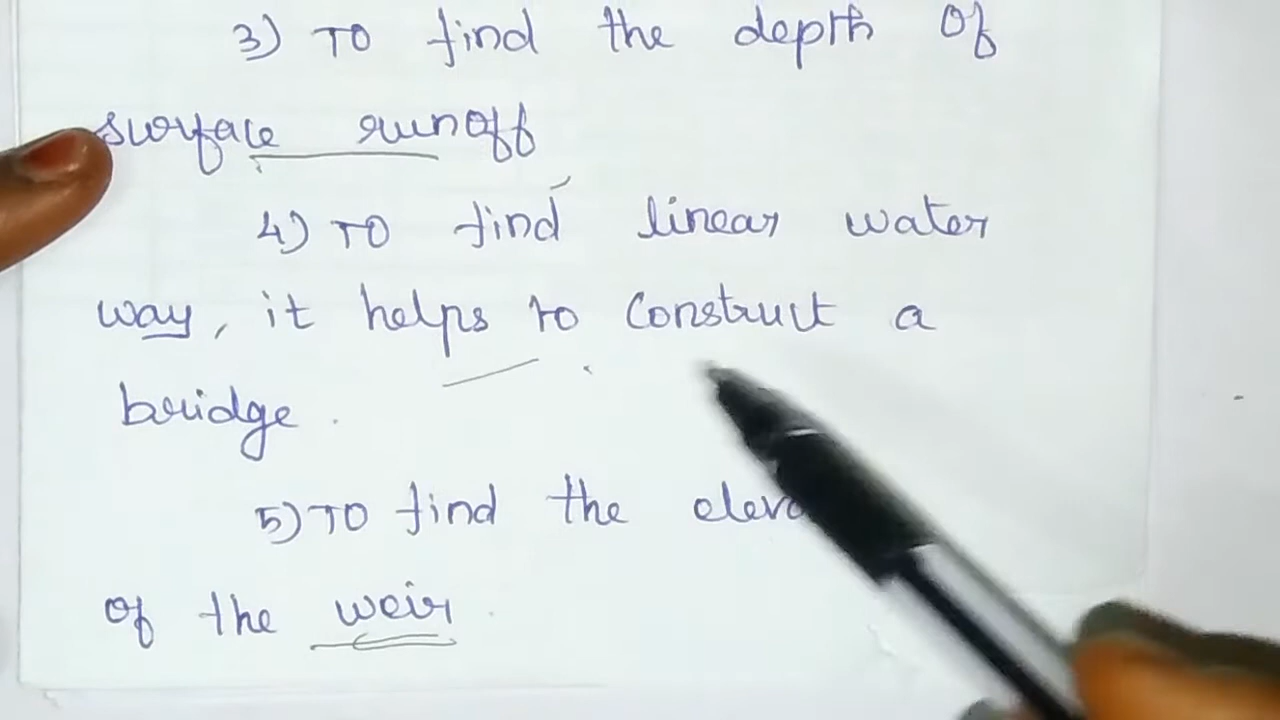 3) To find the depth of
surface runoff
4) To find linear water
way, it helps to construct a
bridge.
5) To find the
of the weir